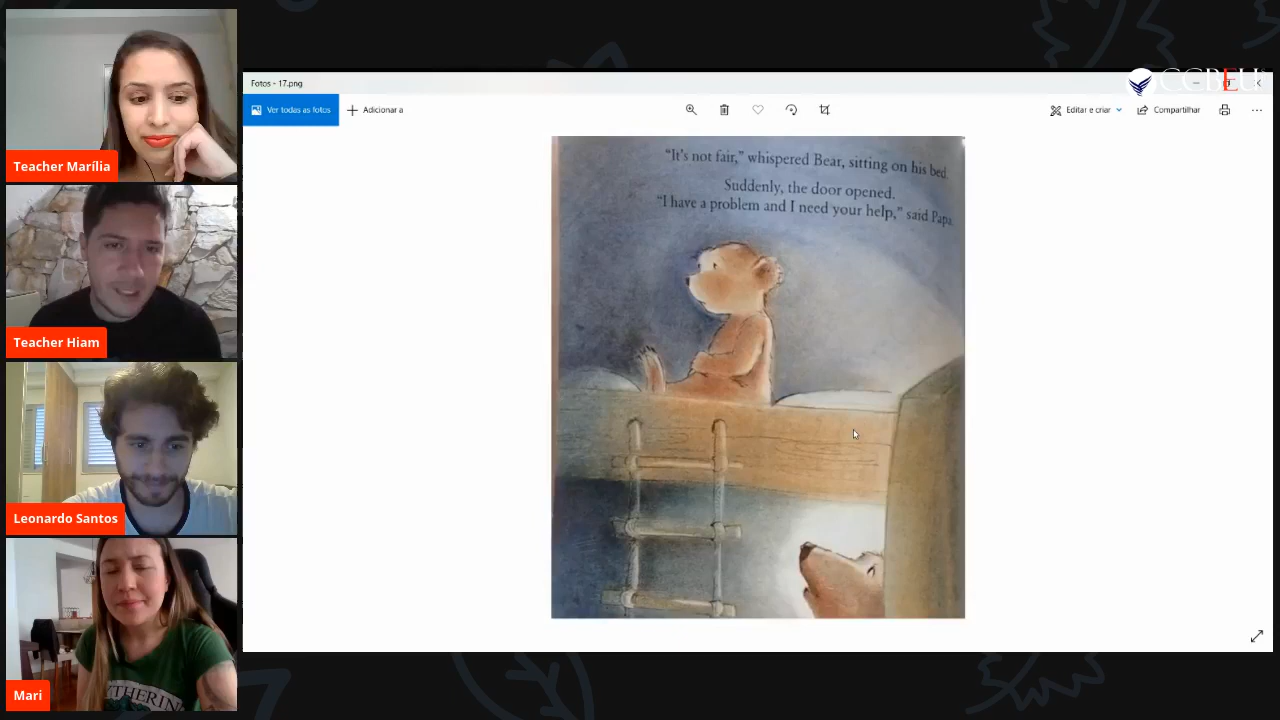 Teacher Marília
Teacher Hiam
Leonardo Santos
Mari
CCBEU
Fotos - 17.png
Ver todas as fotos
Adicionar a
Editar e criar
Compartilhar
“It's not fair,” whispered Bear, sitting on his bed.
Suddenly, the door opened.
“I have a problem and I need your help,” said Papa.